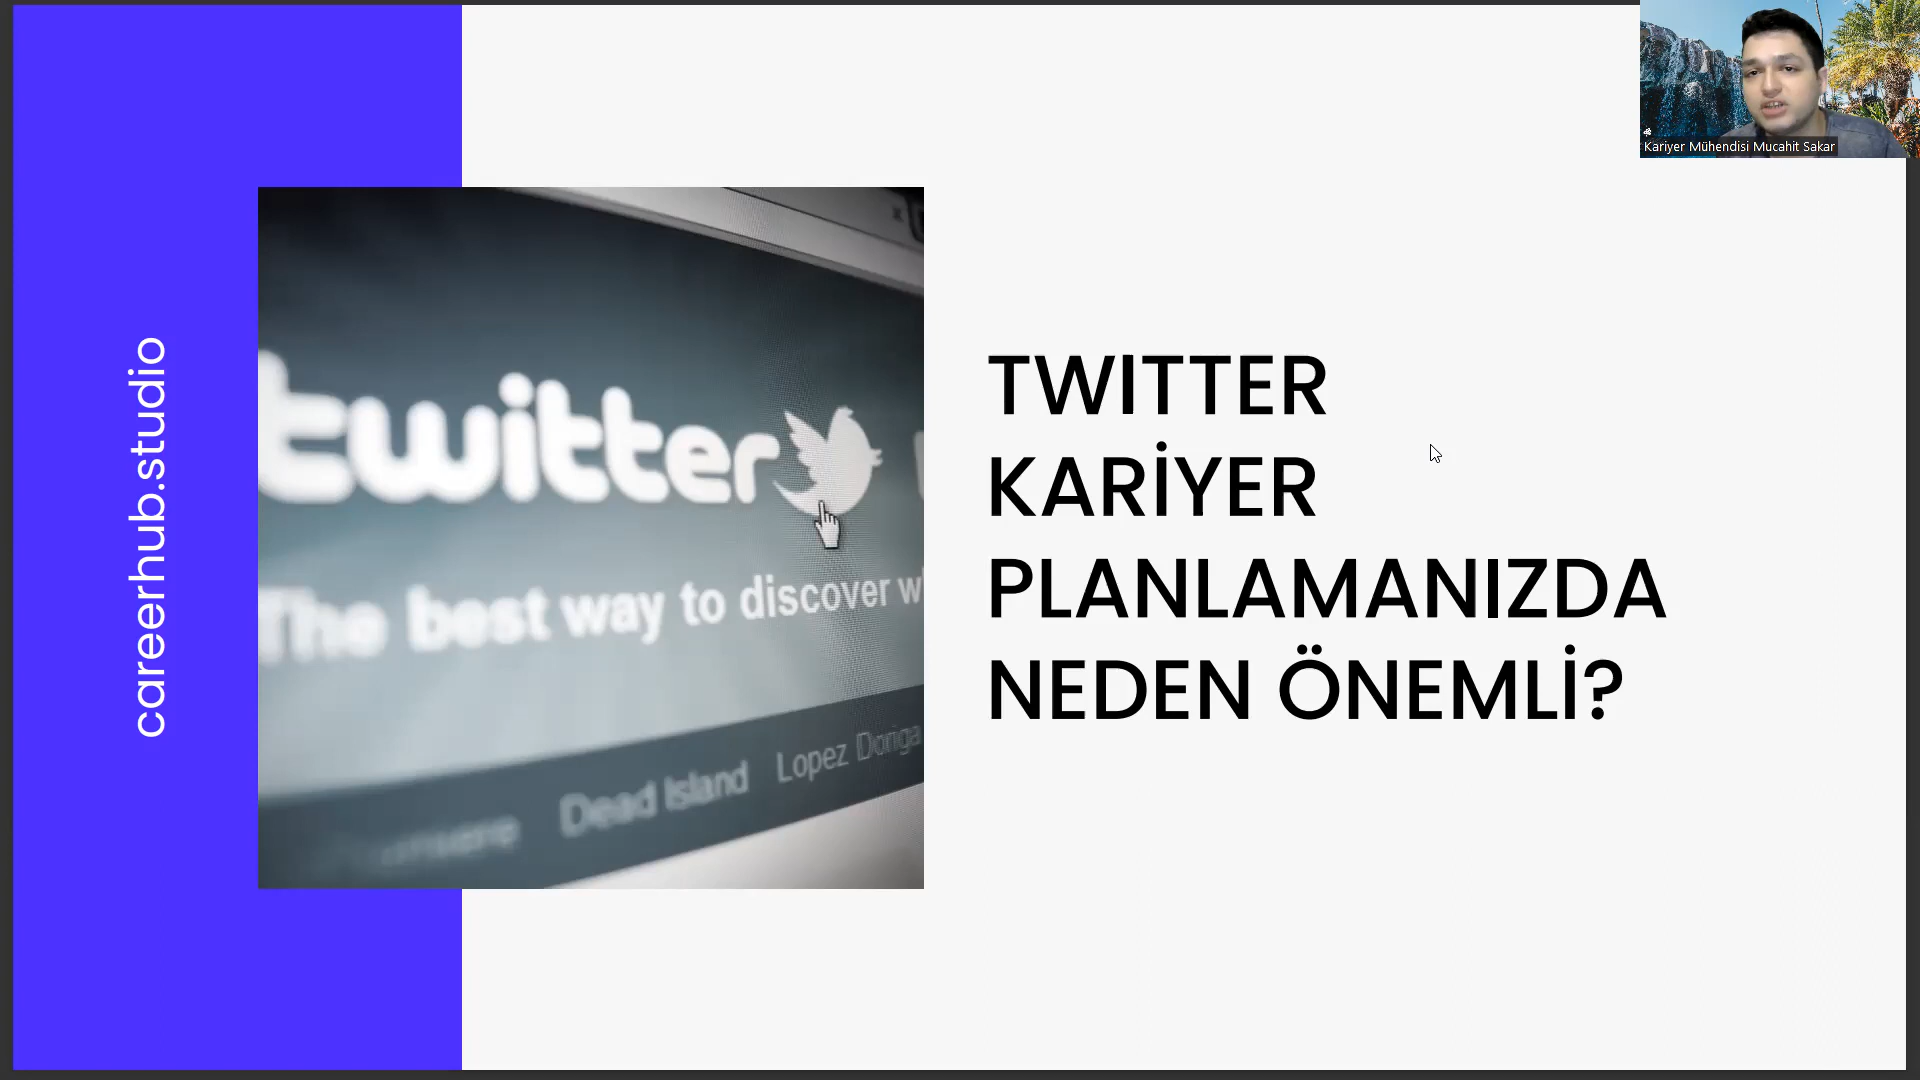 Kariyer Mühendisi Mucahit Sakar
careerhub.studio
twitter
The best way to discover
Dead Island
Lopez Doriga
TWITTER
KARİYER
PLANLAMANIZDA
NEDEN ÖNEMLİ?